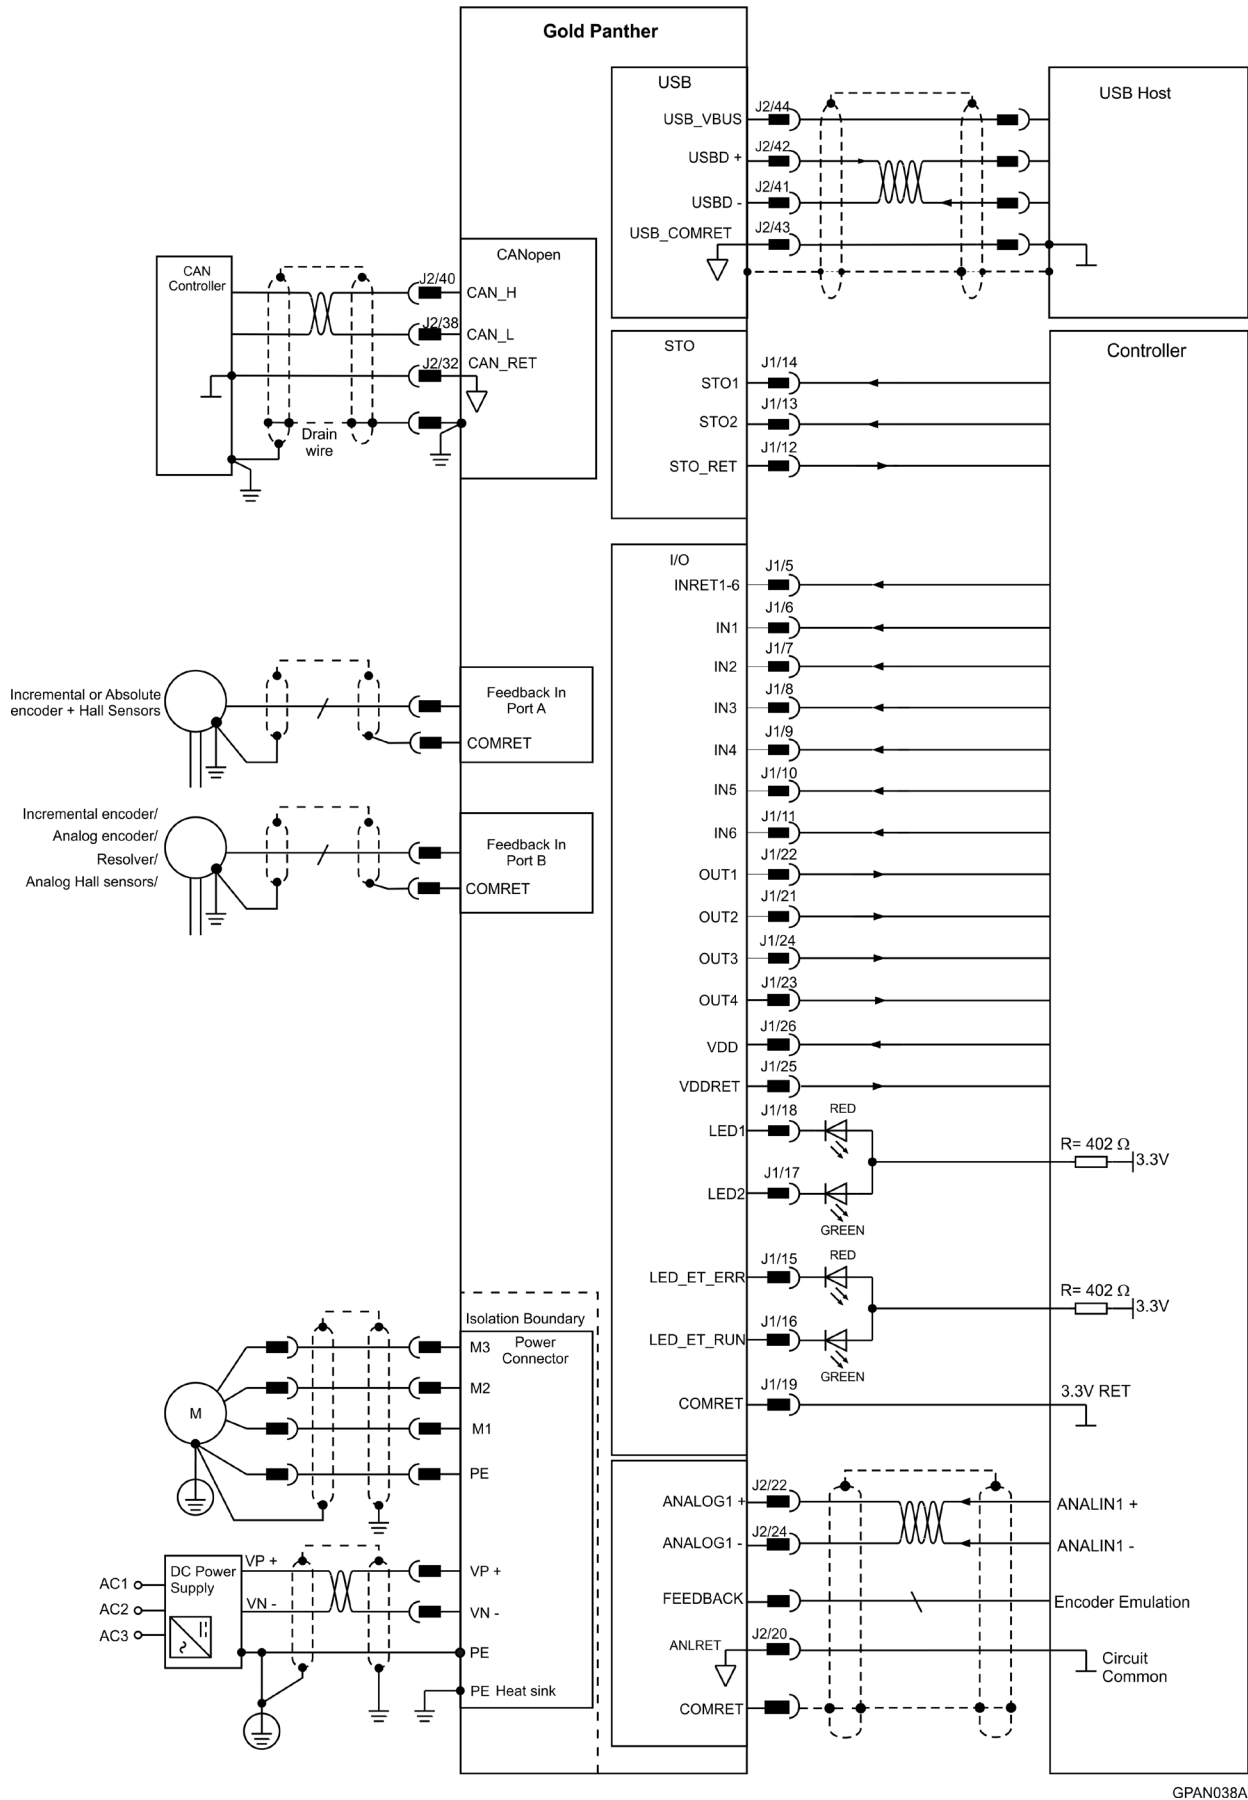 Gold Panther
USB
USB Host
J2/44
USB_VBUS
J2/42
USBD +
J2/41
USBD -
J2/43
USB_COMRET
CANopen
CAN
Controller
J2/40
CAN_H
J2/38
CAN_L
J2/32
CAN_RET
Drain
wire
STO
Controller
J1/14
STO1
J1/13
STO2
J1/12
STO_RET
I/O
J1/5
INRET1-6
J1/6
IN1
J1/7
IN2
J1/8
IN3
J1/9
IN4
J1/10
IN5
J1/11
IN6
J1/22
OUT1
J1/21
OUT2
J1/24
OUT3
J1/23
OUT4
J1/26
VDD
J1/25
VDDRET
J1/18
RED
LED1
R= 402 Ω
3.3V
J1/17
LED2
GREEN
J1/15
RED
LED_ET_ERR
R= 402 Ω
3.3V
J1/16
LED_ET_RUN
GREEN
J1/19
COMRET
3.3V RET
Incremental or Absolute
encoder + Hall Sensors
Feedback In
Port A
COMRET
Incremental encoder/
Analog encoder/
Resolver/
Analog Hall sensors/
Feedback In
Port B
COMRET
Isolation Boundary
Power
Connector
M3
M2
M1
PE
M
DC Power
Supply
AC1
AC2
AC3
VP +
VN -
VP +
VN -
PE
PE Heat sink
J2/22
ANALOG1 +
ANALIN1 +
J2/24
ANALOG1 -
ANALIN1 -
FEEDBACK
Encoder Emulation
J2/20
ANLRET
Circuit
Common
COMRET
GPAN038A